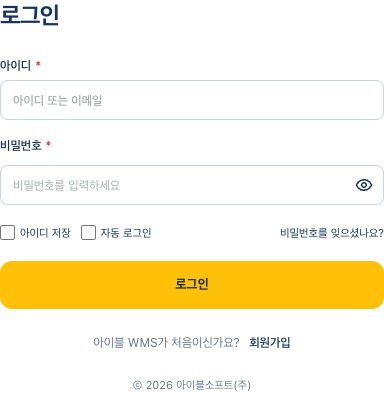 로그인
아이디 *
아이디 또는 이메일
비밀번호 *
비밀번호를 입력하세요
아이디 저장 자동 로그인 비밀번호를 잊으셨나요?
로그인
아이블 WMS가 처음이신가요? 회원가입
© 2026 아이블소프트(주)